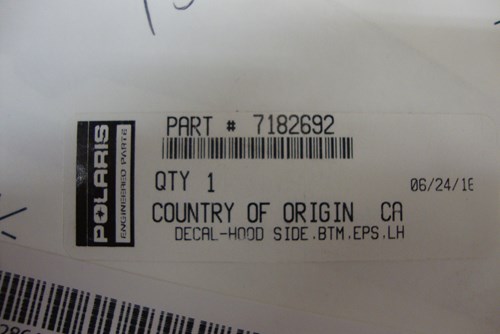 PART # 7182692
QTY 1
06/24/16
COUNTRY OF ORIGIN CA
DECAL-HOOD SIDE.BTM.EPS.LH
POLARIS
ENGINEERED PARTS